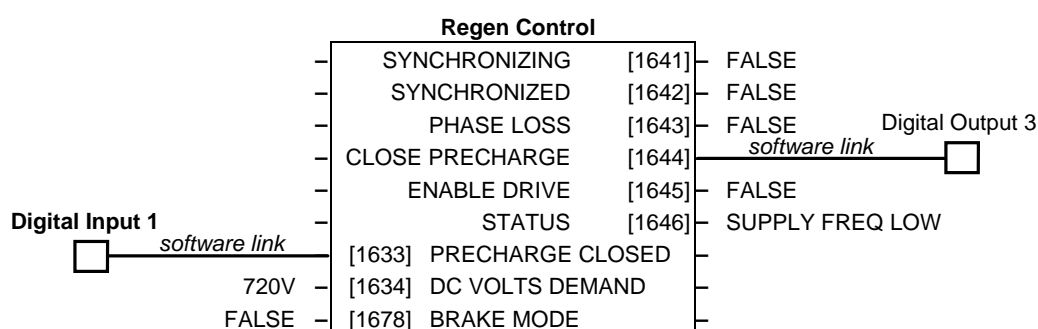 Regen Control
SYNCHRONIZING [1641] FALSE
SYNCHRONIZED [1642] FALSE
PHASE LOSS [1643] FALSE Digital Output 3
CLOSE PRECHARGE [1644] software link
ENABLE DRIVE [1645] FALSE
Digital Input 1 STATUS [1646] SUPPLY FREQ LOW
software link [1633] PRECHARGE CLOSED
720V [1634] DC VOLTS DEMAND
FALSE [1678] BRAKE MODE